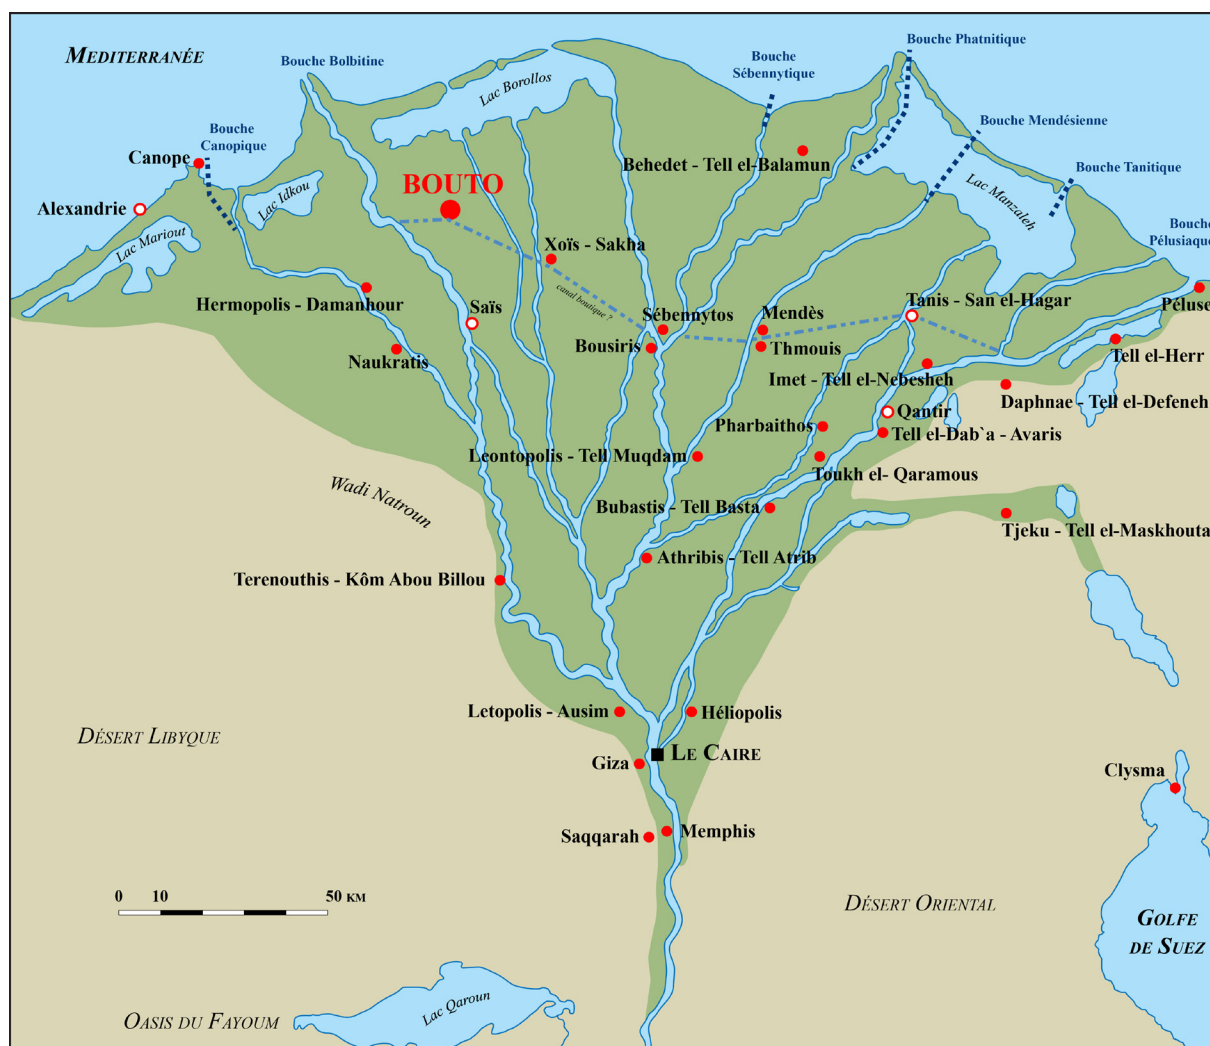 MEDITERRANÉE
Bouche Bolbitine
Lac Borollos
Bouche
Sébennytique
Bouche Phatnitique
Bouche
Canopique
Bouche Mendésienne
Canope
Behedet - Tell el-Balamun
Bouche Tanitique
BOUTO
Lac Idkou
Lac Manzaleh
Alexandrie
Lac Mariout
Bouche
Pélusiaque
Xoïs - Sakha
canal boutique ?
Hermopolis - Damanhour
Saïs
Tanis - San el-Hagar
Péluse
Sébennytos
Mendès
Bousiris
Thmouis
Naukratis
Tell el-Herr
Imet - Tell el-Nebesheh
Daphnae - Tell el-Defeneh
Qantir
Pharbaithos
Tell el-Dab`a - Avaris
Leontopolis - Tell Muqdam
Toukh el- Qaramous
Wadi Natroun
Bubastis - Tell Basta
Tjeku - Tell el-Maskhouta
Athribis - Tell Atrib
Terenouthis - Kôm Abou Billou
Letopolis - Ausim
Héliopolis
DÉSERT LIBYQUE
LE CAIRE
Giza
Clysma
Saqqarah
Memphis
0 10 50 KM
DÉSERT ORIENTAL
GOLFE
DE SUEZ
Lac Qaroun
OASIS DU FAYOUM